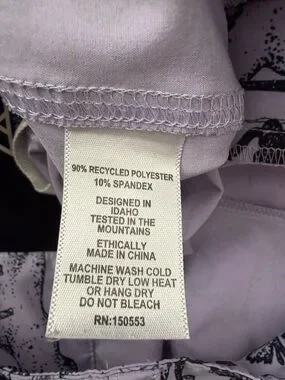 90% RECYCLED POLYESTER
10% SPANDEX
DESIGNED IN
IDAHO
TESTED IN THE
MOUNTAINS
ETHICALLY
MADE IN CHINA
MACHINE WASH COLD
TUMBLE DRY LOW HEAT
OR HANG DRY
DO NOT BLEACH
RN:150553